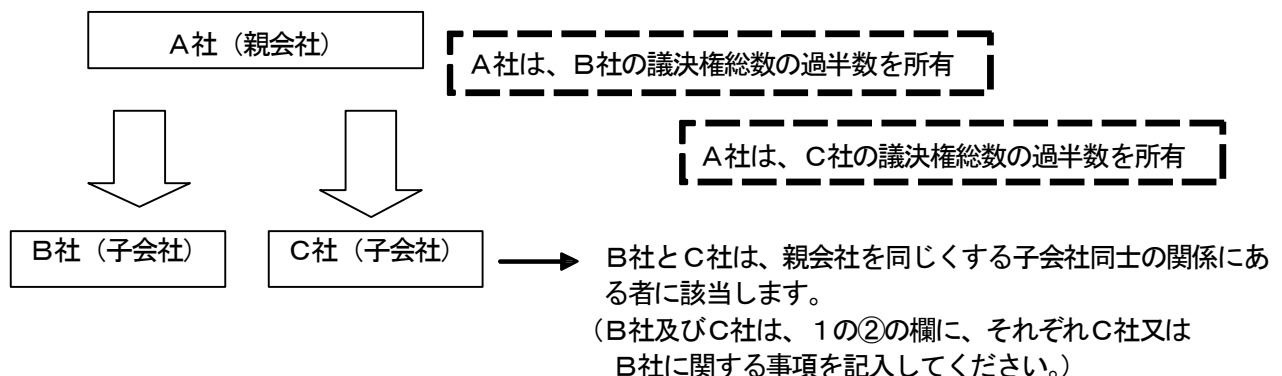 A社（親会社）
A社は、B社の議決権総数の過半数を所有
A社は、C社の議決権総数の過半数を所有
B社（子会社）
C社（子会社）
B社とC社は、親会社を同じくする子会社同士の関係にあ
る者に該当します。
（B社及びC社は、１の②の欄に、それぞれC社又は
B社に関する事項を記入してください。）